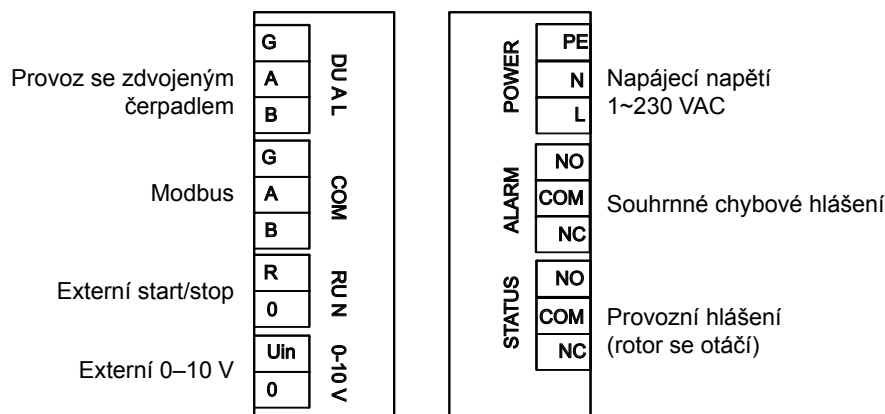 Provoz se zdvojeným
čerpadlem
G
A
B
DUAL
Modbus
G
A
B
COM
Externí start/stop
R
0
RUN
Externí 0–10 V
Uin
0
0-10 V
POWER
PE
N
L
Napájecí napětí
1~230 VAC
ALARM
NO
COM
NC
Souhrnné chybové hlášení
STATUS
NO
COM
NC
Provozní hlášení
(rotor se otáčí)